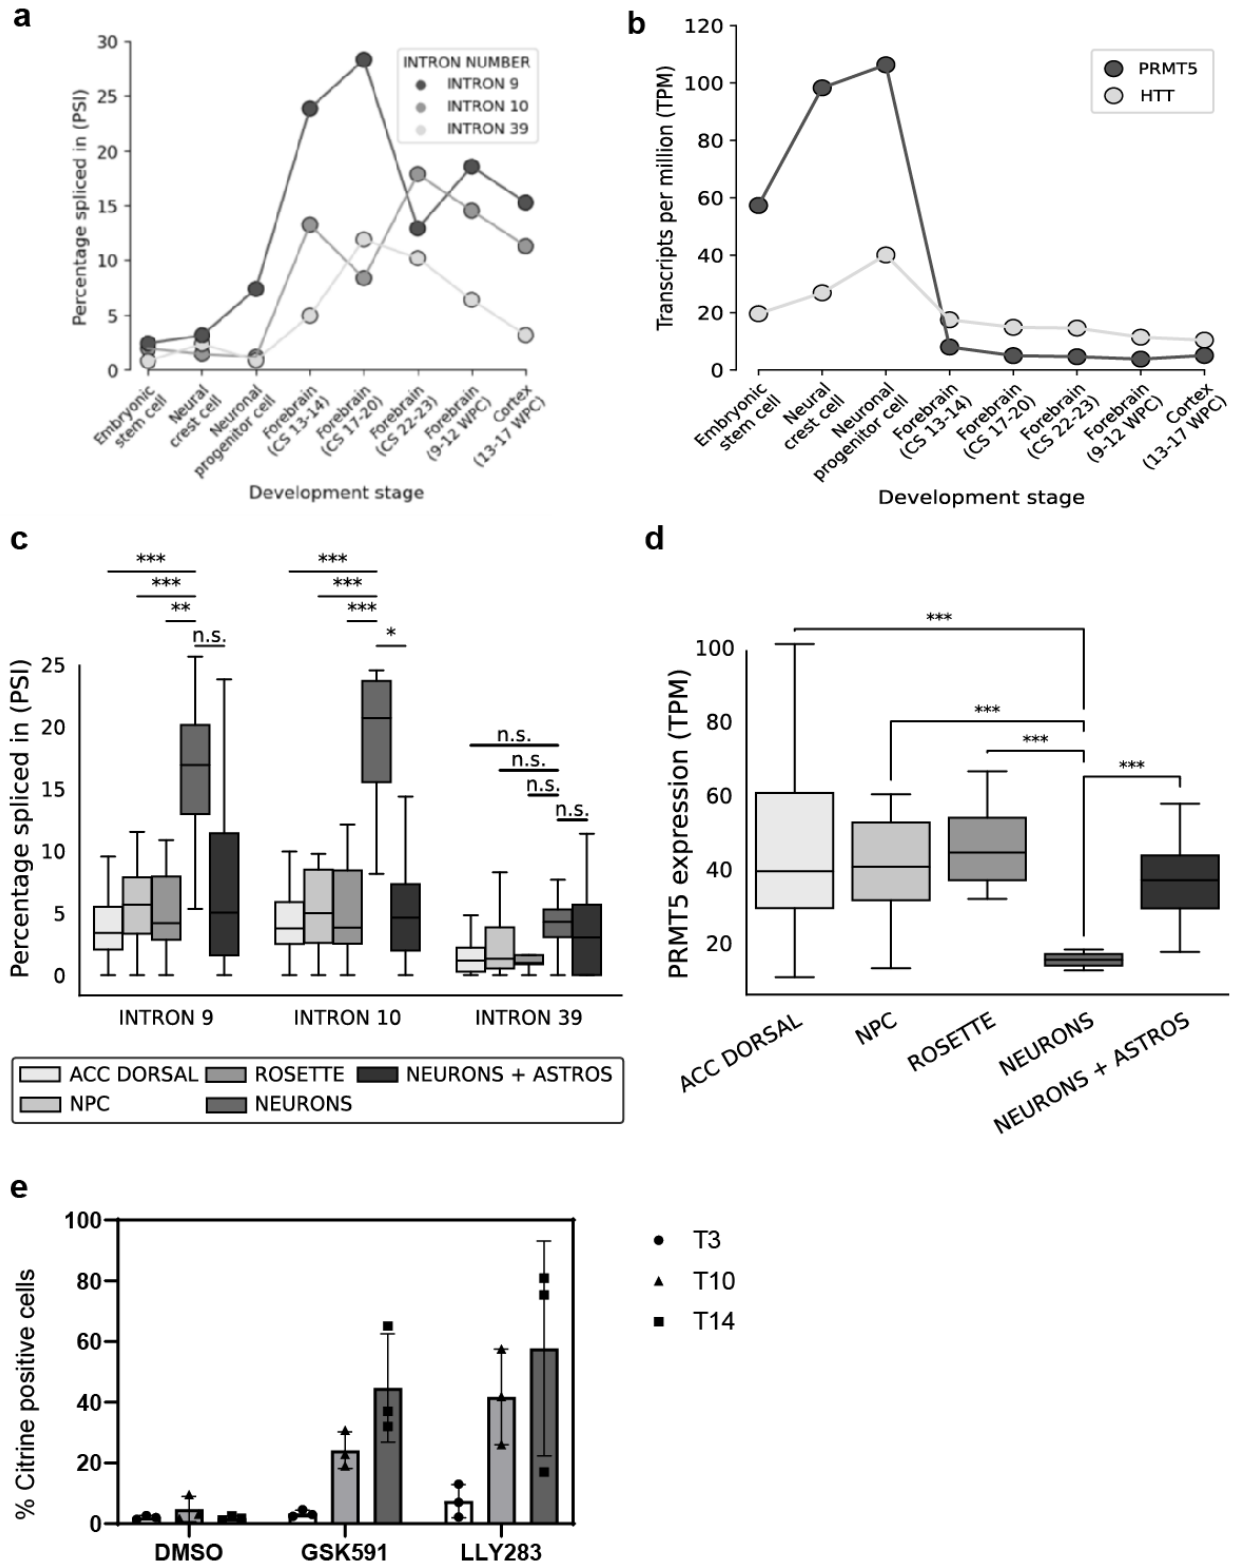 a
30
25
20
15
10
5
0
Percentage spliced in (PSI)
INTRON NUMBER
INTRON 9
INTRON 10
INTRON 39
Embryonic
stem cell
Neural
crest cell
Neuronal
progenitor cell
Forebrain
(CS 13-14)
Forebrain
(CS 17-20)
Forebrain
(CS 22-23)
Forebrain
(9-12 WPC)
Cortex
(13-17 WPC)
Development stage
b
120
100
80
60
40
20
0
Transcripts per million (TPM)
PRMT5
HTT
Embryonic
stem cell
Neural
crest cell
Neuronal
progenitor cell
Forebrain
(CS 13-14)
Forebrain
(CS 17-20)
Forebrain
(CS 22-23)
Forebrain
(9-12 WPC)
Cortex
(13-17 WPC)
Development stage
c
*** ***
*** ***
** ***
n.s. *
n.s.
n.s.
n.s.
n.s.
25
20
15
10
5
0
Percentage spliced in (PSI)
INTRON 9 INTRON 10 INTRON 39
ACC DORSAL ROSETTE NEURONS + ASTROS
NPC NEURONS
d
***
***
***
***
100
80
60
40
20
PRMT5 expression (TPM)
ACC DORSAL
NPC
ROSETTE
NEURONS
NEURONS + ASTROS
e
100
80
60
40
20
0
% Citrine positive cells
DMSO GSK591 LLY283
T3
T10
T14